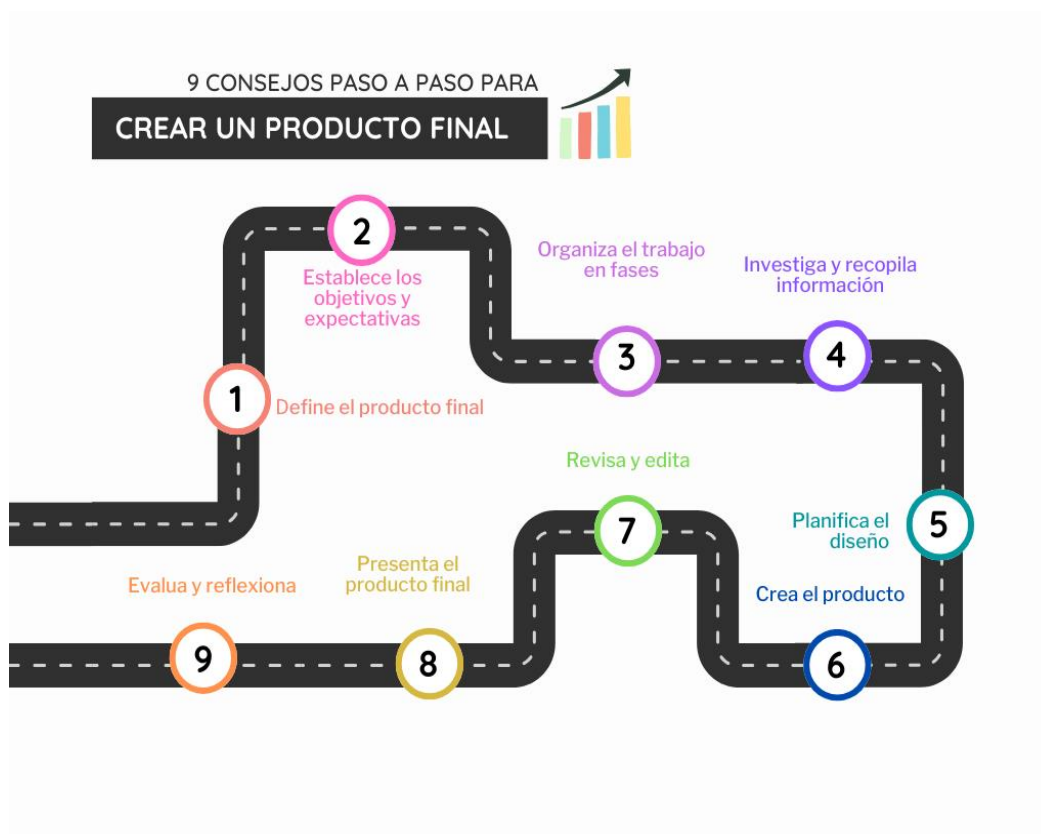 9 CONSEJOS PASO A PASO PARA
CREAR UN PRODUCTO FINAL
1
Define el producto final
2
Establece los
objetivos y
expectativas
3
Organiza el trabajo
en fases
4
Investiga y recopila
información
5
Planifica el
diseño
6
Crea el producto
7
Revisa y edita
8
Presenta el
producto final
9
Evalua y reflexiona